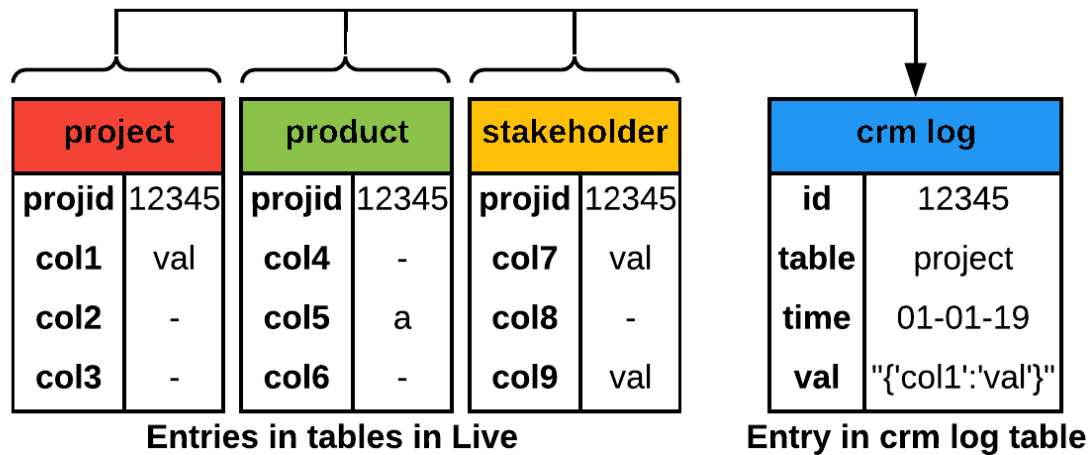 project product stakeholder crm log
projid 12345 projid 12345 projid 12345 id 12345
col1 val col4 - col7 val table project
col2 - col5 a col8 - time 01-01-19
col3 - col6 - col9 val val "{'col1':'val'}"
Entries in tables in Live Entry in crm log table